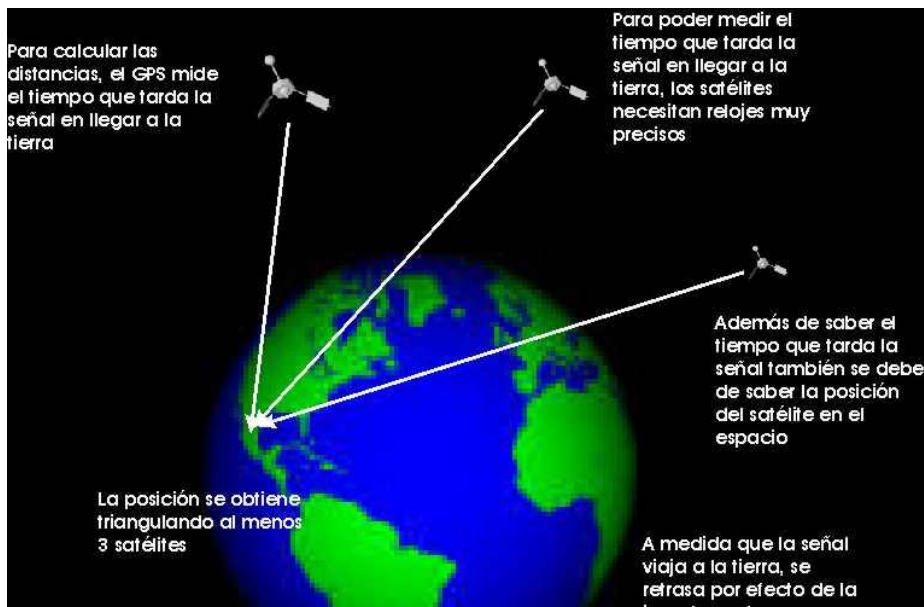 Para calcular las
distancias, el GPS mide
el tiempo que tarda la
señal en llegar a la
tierra
Para poder medir el
tiempo que tarda la
señal en llegar a la
tierra, los satélites
necesitan relojes muy
precisos
Además de saber el
tiempo que tarda la
señal también se debe
de saber la posición
del satélite en el
espacio
La posición se obtiene
triangulando al menos
3 satélites
A medida que la señal
viaja a la tierra, se
retrasa por efecto de la